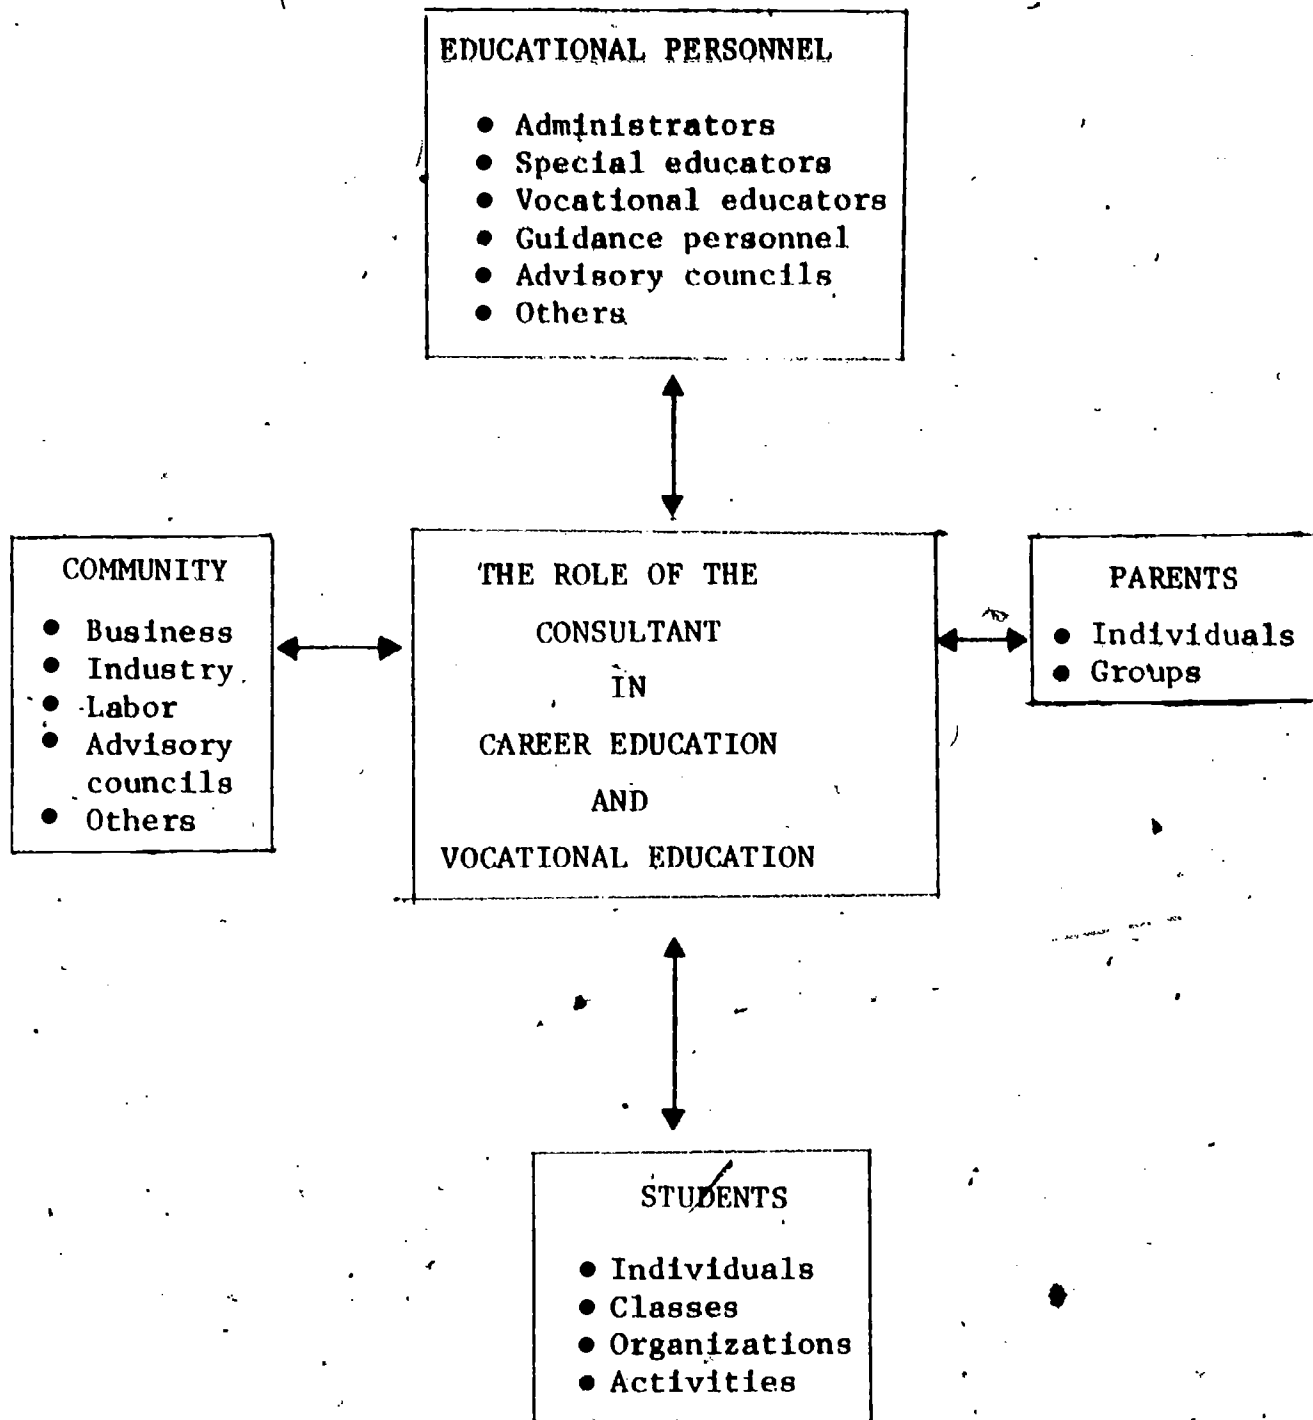 EDUCATIONAL PERSONNEL
● Administrators
● Special educators
● Vocational educators
● Guidance personnel
● Advisory councils
● Others
COMMUNITY
● Business
● Industry
● Labor
● Advisory
councils
● Others
THE ROLE OF THE
CONSULTANT
IN
CAREER EDUCATION
AND
VOCATIONAL EDUCATION
PARENTS
● Individuals
● Groups
STUDENTS
● Individuals
● Classes
● Organizations
● Activities